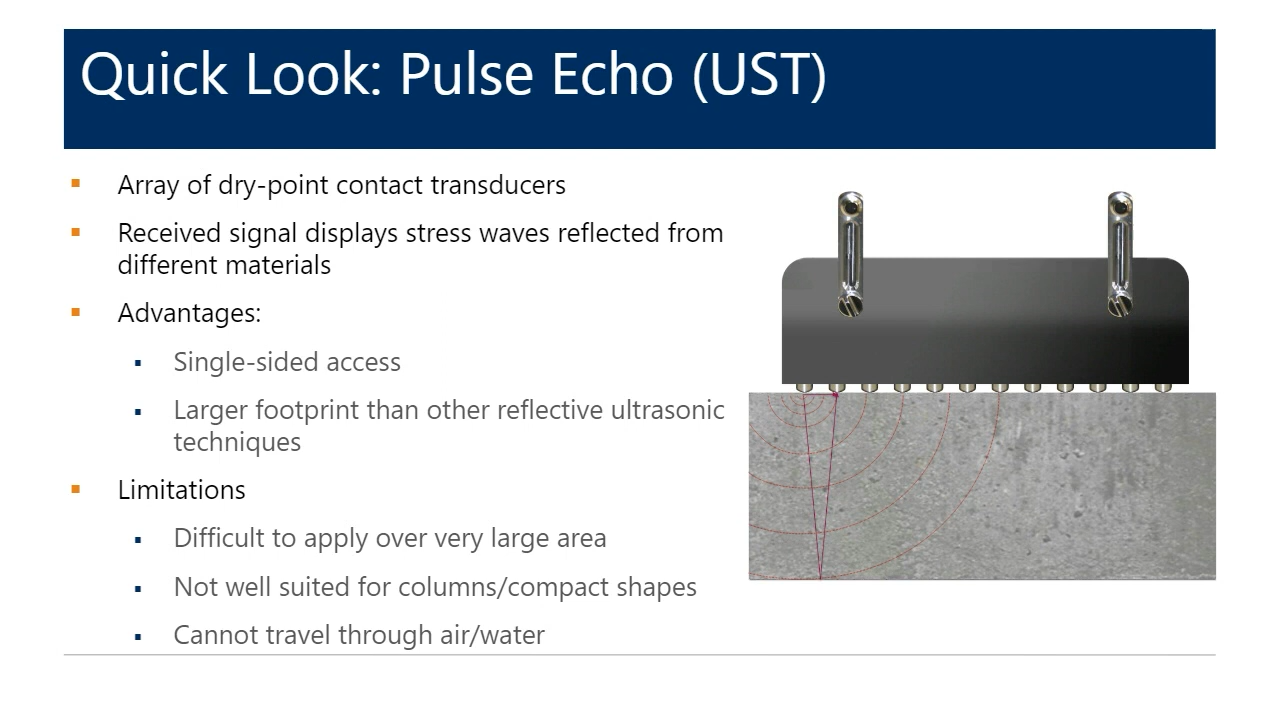 Quick Look: Pulse Echo (UST)
Array of dry-point contact transducers
Received signal displays stress waves reflected from
different materials
Advantages:
Single-sided access
Larger footprint than other reflective ultrasonic
techniques
Limitations
Difficult to apply over very large area
Not well suited for columns/compact shapes
Cannot travel through air/water